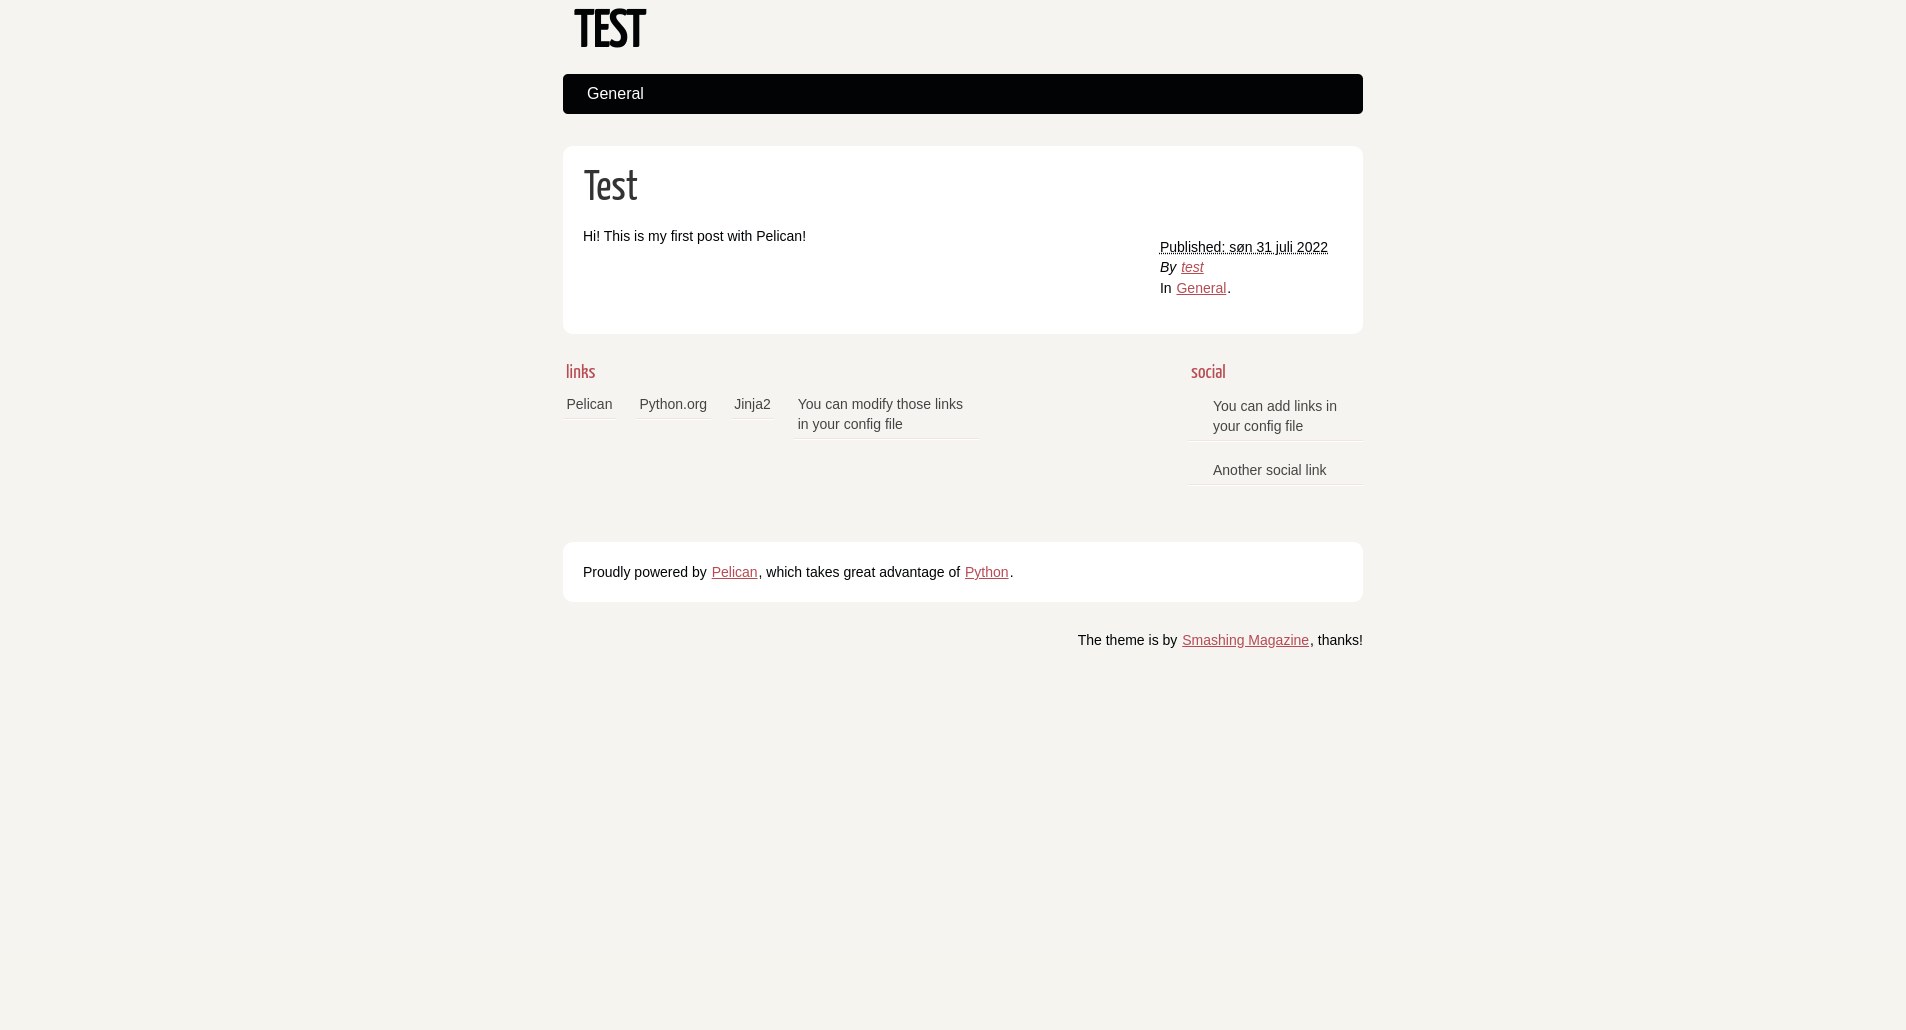 TEST
General
Test
Hi! This is my first post with Pelican!
Published: søn 31 juli 2022
By test
In General.
links
Pelican
Python.org
Jinja2
You can modify those links
in your config file
social
You can add links in
your config file
Another social link
Proudly powered by Pelican, which takes great advantage of Python.
The theme is by Smashing Magazine, thanks!